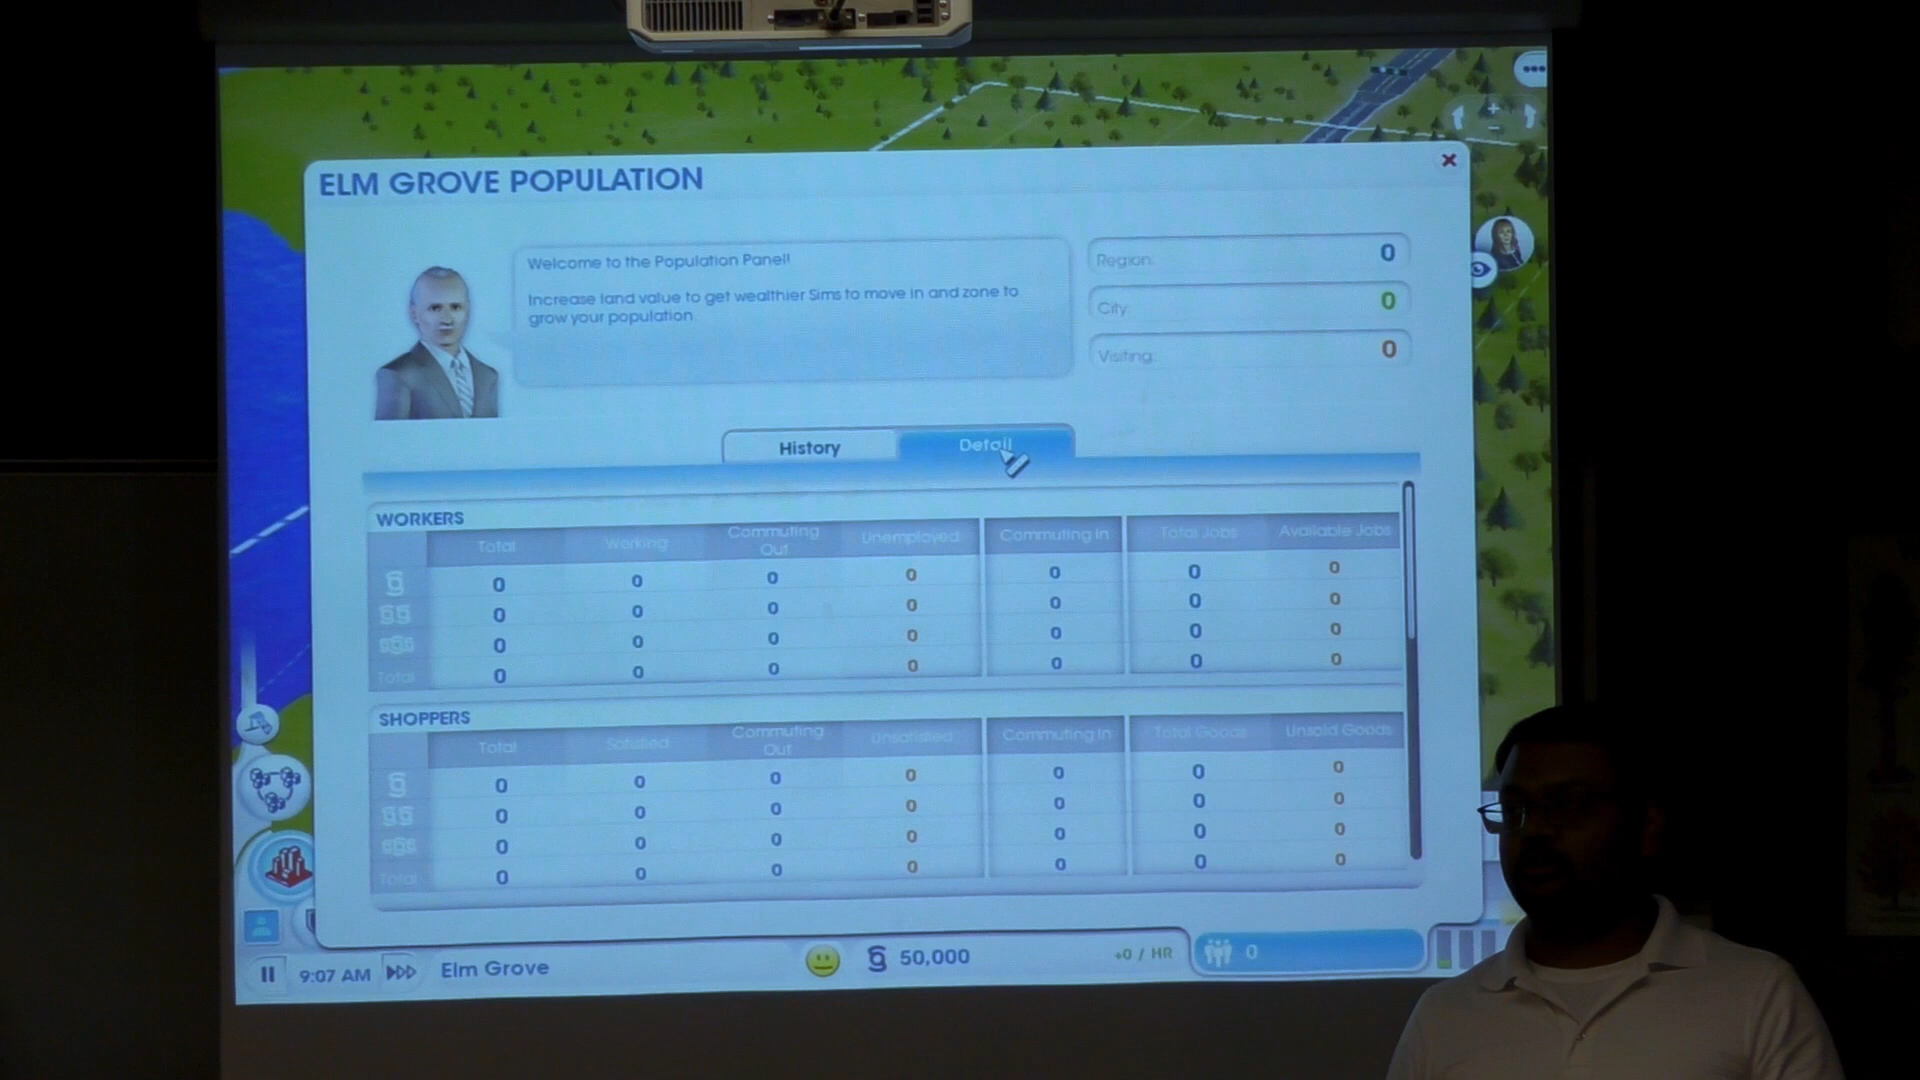 ELM GROVE POPULATION
Welcome to the Population Panel!
Increase land value to get wealthier Sims to move in and zone to
grow your population.
Region: 0
City: 0
Visiting: 0
History Detail
WORKERS
Total Working Commuting Out Unemployed Commuting In Total Jobs Available Jobs
§ 0 0 0 0 0 0 0
§§ 0 0 0 0 0 0 0
§§§ 0 0 0 0 0 0 0
Total 0 0 0 0 0 0 0
SHOPPERS
Total Satisfied Commuting Out Unsatisfied Commuting In Total Goods Unsold Goods
§ 0 0 0 0 0 0 0
§§ 0 0 0 0 0 0 0
§§§ 0 0 0 0 0 0 0
Total 0 0 0 0 0 0 0
9:07 AM Elm Grove § 50,000 +0 / HR 0